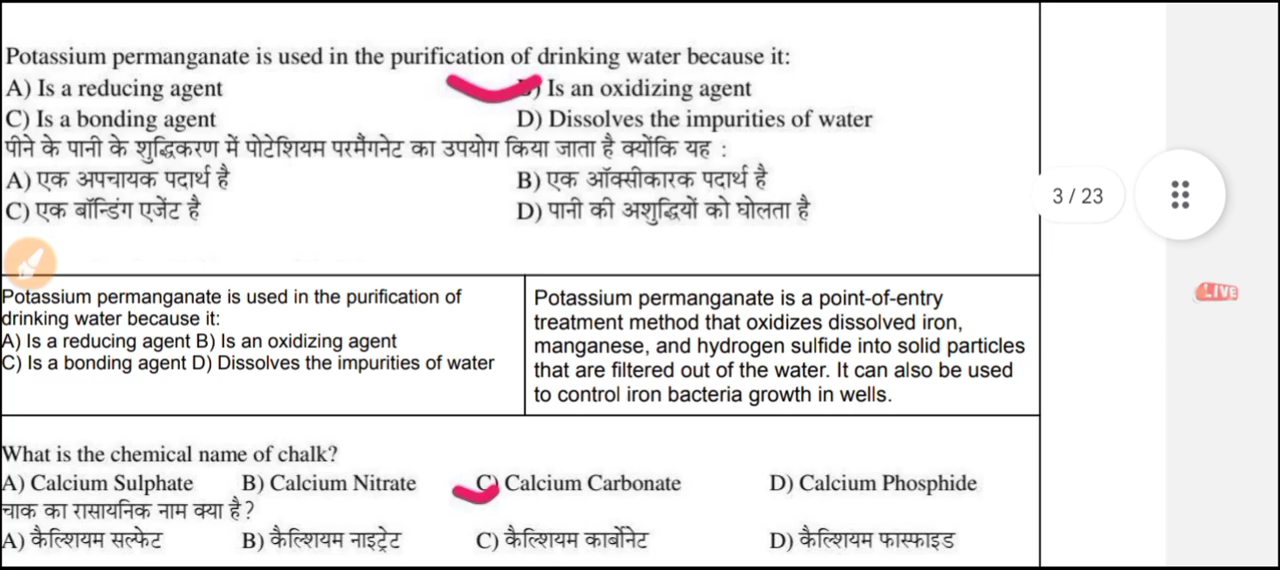 Potassium permanganate is used in the purification of drinking water because it:
A) Is a reducing agent B) Is an oxidizing agent
C) Is a bonding agent D) Dissolves the impurities of water
पीने के पानी के शुद्धिकरण में पोटेशियम परमैंगनेट का उपयोग किया जाता है क्योंकि यह :
A) एक अपचायक पदार्थ है B) एक ऑक्सीकारक पदार्थ है
C) एक बॉन्डिंग एजेंट है D) पानी की अशुद्धियों को घोलता है
3 / 23
LIVE
Potassium permanganate is used in the purification of
drinking water because it:
A) Is a reducing agent B) Is an oxidizing agent
C) Is a bonding agent D) Dissolves the impurities of water
Potassium permanganate is a point-of-entry
treatment method that oxidizes dissolved iron,
manganese, and hydrogen sulfide into solid particles
that are filtered out of the water. It can also be used
to control iron bacteria growth in wells.
What is the chemical name of chalk?
A) Calcium Sulphate B) Calcium Nitrate C) Calcium Carbonate D) Calcium Phosphide
चाक का रासायनिक नाम क्या है?
A) कैल्शियम सल्फेट B) कैल्शियम नाइट्रेट C) कैल्शियम कार्बोनेट D) कैल्शियम फास्फाइड